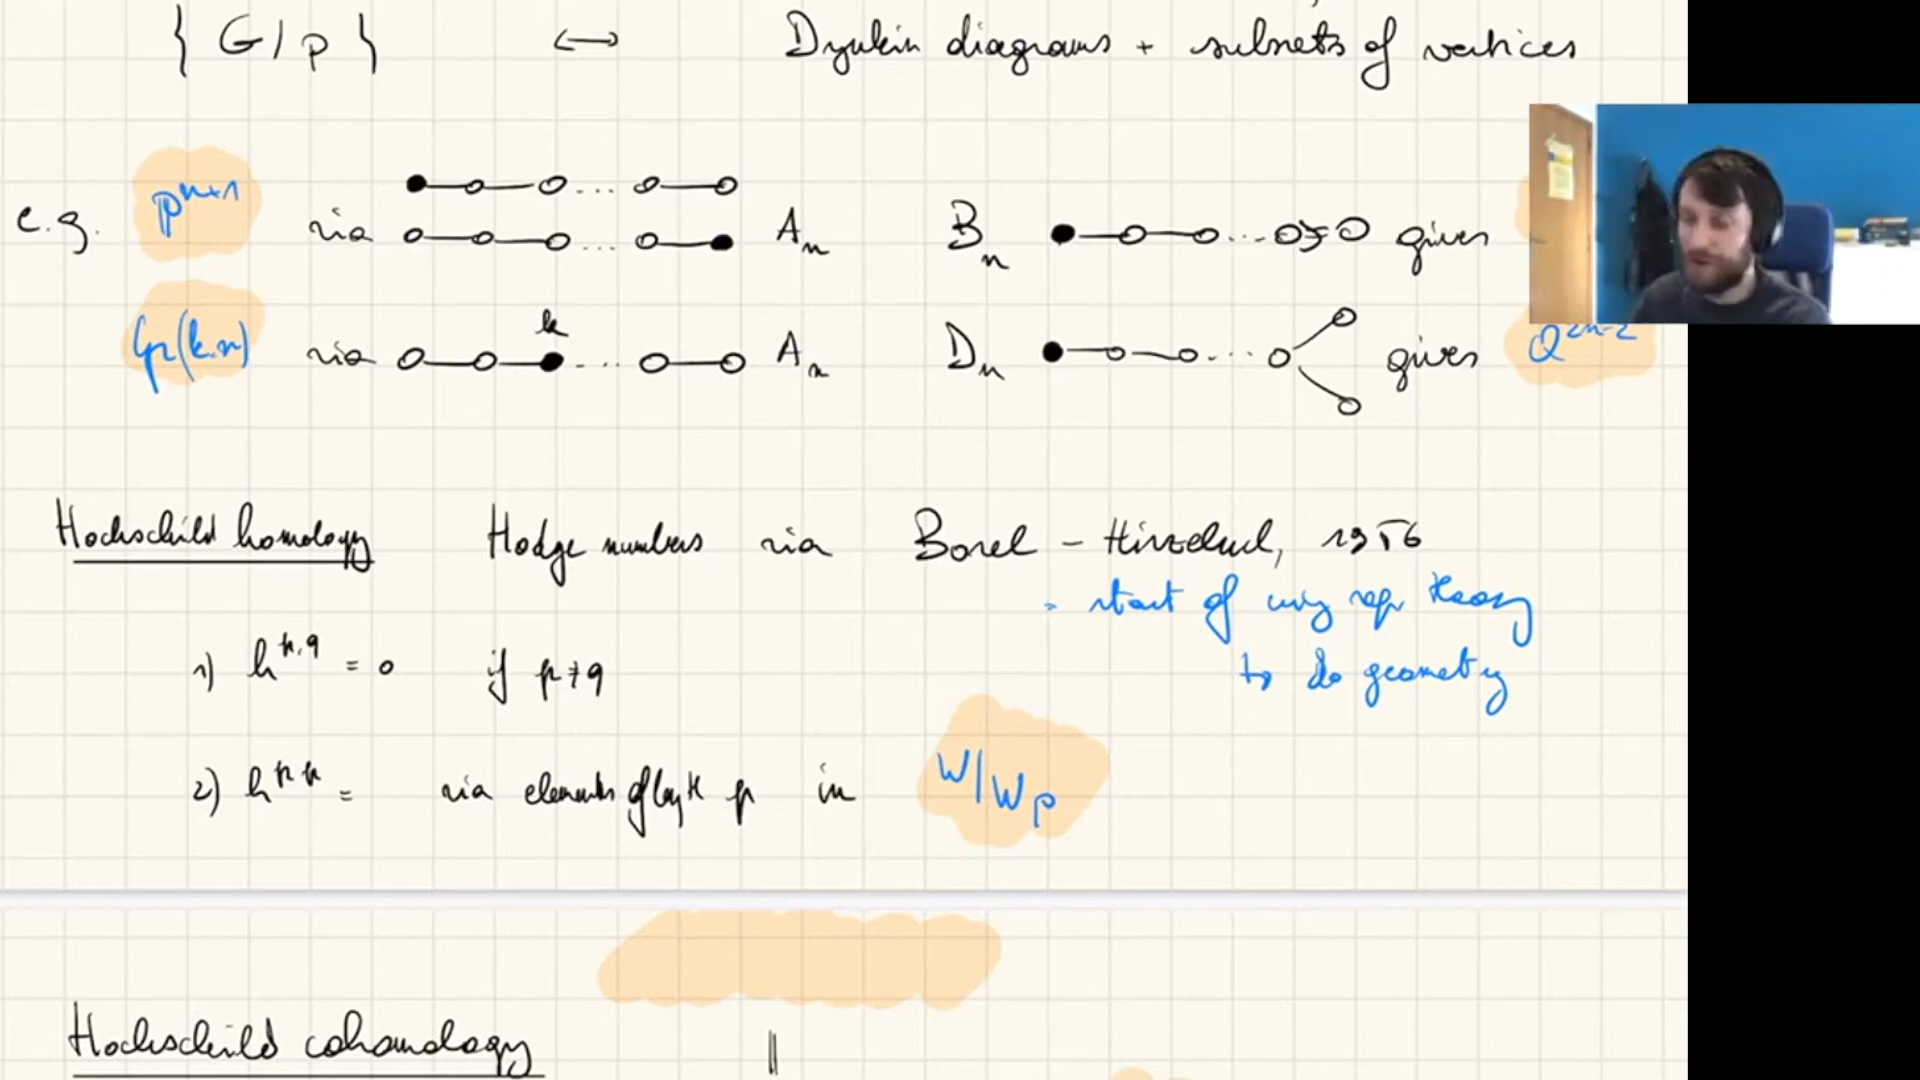 { G/P } ↔ Dynkin diagrams + subsets of vertices
e.g. P^{n+1} via A_n
B_n gives
Gr(k,n) via k A_n
D_n gives Q^{2n-2}
Hochschild homology Hodge numbers via Borel - Hirzebruch, 1956
start of using rep theory
to do geometry
1) h^{p,q} = 0 if p≠q
2) h^{p,p} = via elements of length p in W/W_P
Hochschild cohomology